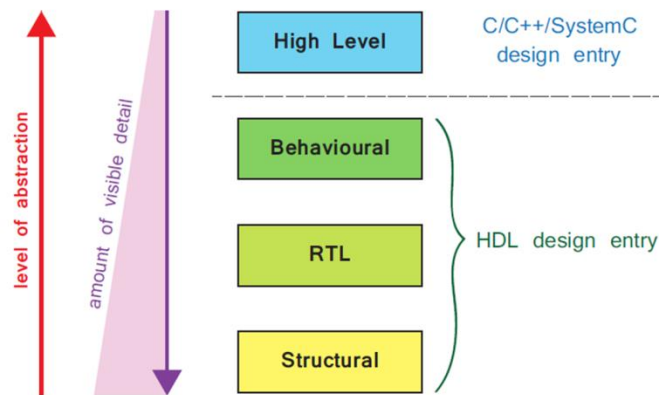 level of abstraction
amount of visible detail
High Level
C/C++/SystemC
design entry
Behavioural
RTL
HDL design entry
Structural